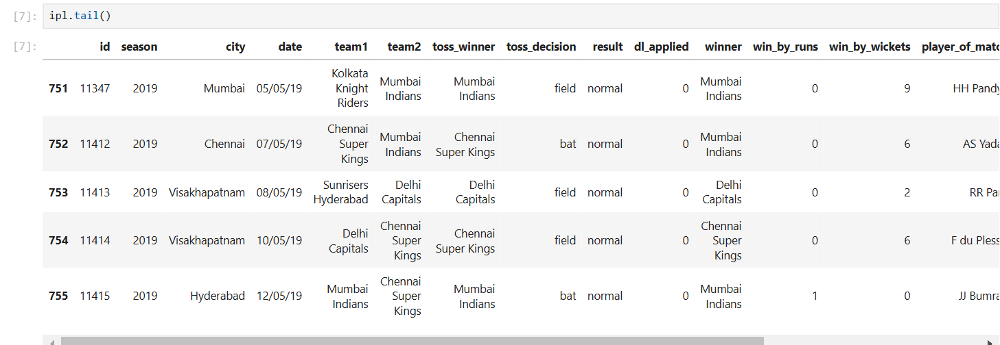 [7]: ipl.tail()
[7]: id season city date team1 team2 toss_winner toss_decision result dl_applied winner win_by_runs win_by_wickets player_of_matc
751 11347 2019 Mumbai 05/05/19 Kolkata Knight Riders Mumbai Indians Mumbai Indians field normal 0 Mumbai Indians 0 9 HH Pandy
752 11412 2019 Chennai 07/05/19 Chennai Super Kings Mumbai Indians Chennai Super Kings bat normal 0 Mumbai Indians 0 6 AS Yada
753 11413 2019 Visakhapatnam 08/05/19 Sunrisers Hyderabad Delhi Capitals Delhi Capitals field normal 0 Delhi Capitals 0 2 RR Pan
754 11414 2019 Visakhapatnam 10/05/19 Delhi Capitals Chennai Super Kings Chennai Super Kings field normal 0 Chennai Super Kings 0 6 F du Pless
755 11415 2019 Hyderabad 12/05/19 Mumbai Indians Chennai Super Kings Mumbai Indians bat normal 0 Mumbai Indians 1 0 JJ Bumra